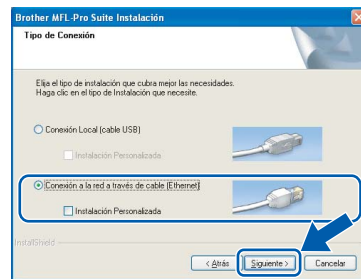 Brother MFL-Pro Suite Instalación
Tipo de Conexión
Elija el tipo de instalación que cubra mejor las necesidades.
Haga clic en el tipo de Instalación que necesite.
Conexión Local (cable USB)
Instalación Personalizada
Conexión a la red a través de cable (Ethernet)
Instalación Personalizada
InstallShield
< Atrás Siguiente > Cancelar